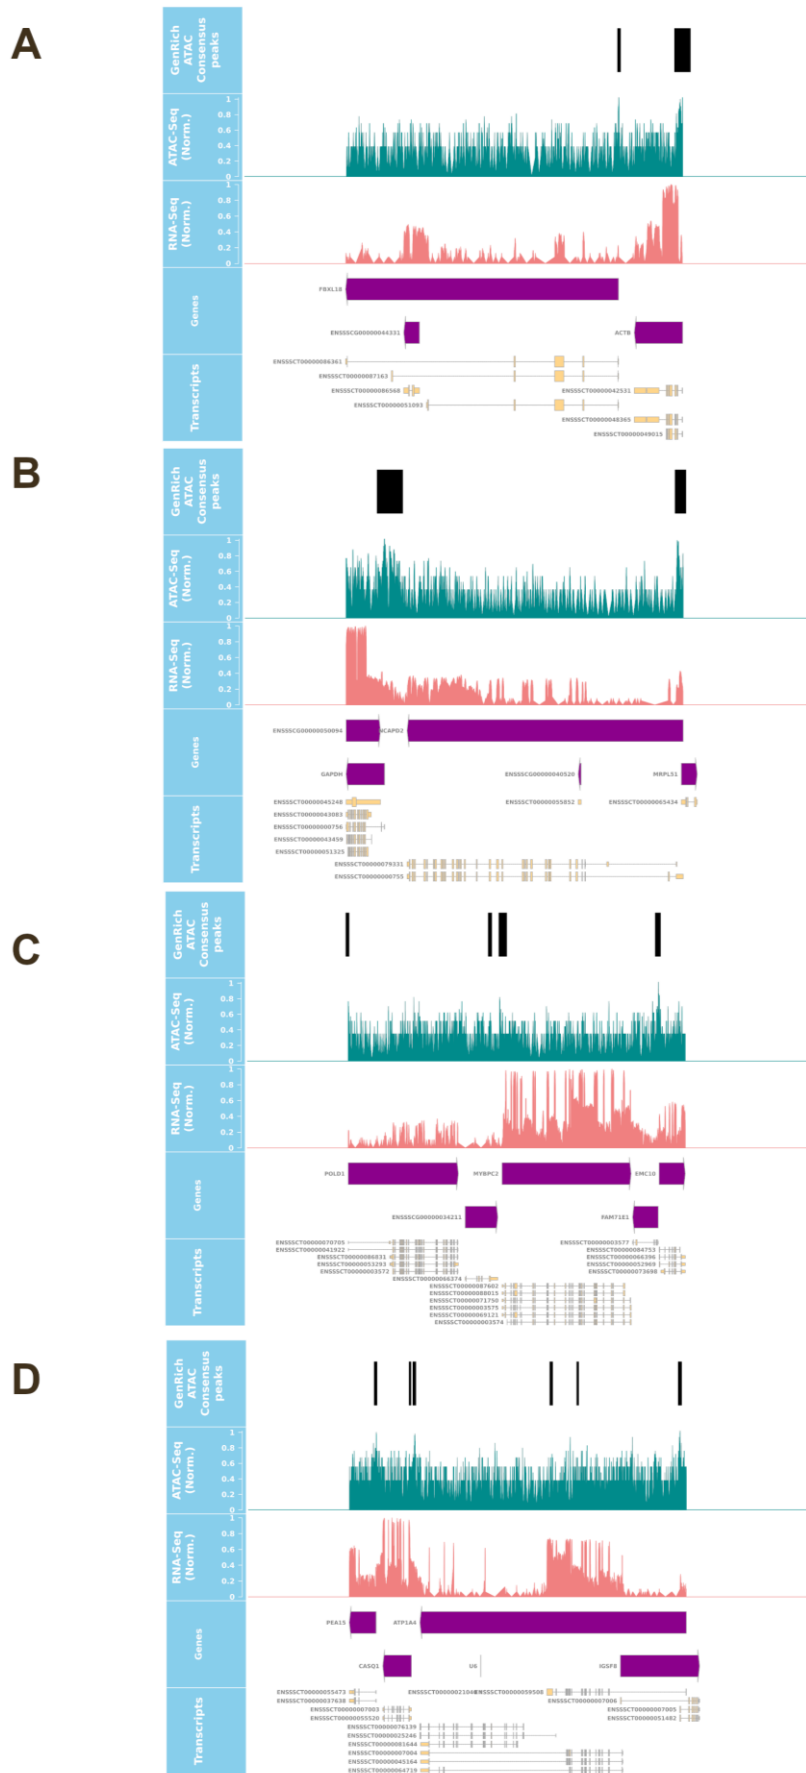 A
GenRich
ATAC
Consensus
peaks
ATAC-Seq
(Norm.)
1
0.8
0.6
0.4
0.2
0
RNA-Seq
(Norm.)
1
0.8
0.6
0.4
0.2
0
Genes
FBXL18
ENSSSCG00000044331
ACTB
Transcripts
ENSSSCT00000086361
ENSSSCT00000087163
ENSSSCT00000086568
ENSSSCT00000042531
ENSSSCT00000051093
ENSSSCT00000048365
ENSSSCT00000049015
B
GenRich
ATAC
Consensus
peaks
ATAC-Seq
(Norm.)
1
0.8
0.6
0.4
0.2
0
RNA-Seq
(Norm.)
1
0.8
0.6
0.4
0.2
0
Genes
ENSSSCG00000050094
NCAPD2
GAPDH
ENSSSCG00000040520
MRPL51
Transcripts
ENSSSCT00000045248
ENSSSCT00000055852
ENSSSCT00000065434
ENSSSCT00000043083
ENSSSCT00000000756
ENSSSCT00000043459
ENSSSCT00000051325
ENSSSCT00000079331
ENSSSCT00000000755
C
GenRich
ATAC
Consensus
peaks
ATAC-Seq
(Norm.)
1
0.8
0.6
0.4
0.2
0
RNA-Seq
(Norm.)
1
0.8
0.6
0.4
0.2
0
Genes
POLD1
MYBPC2
EMC10
ENSSSCG00000034211
FAM71E1
Transcripts
ENSSSCT00000070705
ENSSSCT00000003577
ENSSSCT00000041922
ENSSSCT00000084753
ENSSSCT00000086831
ENSSSCT00000066396
ENSSSCT00000053293
ENSSSCT00000052969
ENSSSCT00000003572
ENSSSCT00000073698
ENSSSCT00000066374
ENSSSCT00000087602
ENSSSCT00000088015
ENSSSCT00000071750
ENSSSCT00000003575
ENSSSCT00000069121
ENSSSCT00000003574
D
GenRich
ATAC
Consensus
peaks
ATAC-Seq
(Norm.)
1
0.8
0.6
0.4
0.2
0
RNA-Seq
(Norm.)
1
0.8
0.6
0.4
0.2
0
Genes
PEA15
ATP1A4
CASQ1
U6
IGSF8
Transcripts
ENSSSCT00000055473
ENSSSCT00000059506
ENSSSCT00000037638
ENSSSCT00000007006
ENSSSCT00000007003
ENSSSCT00000007005
ENSSSCT00000055520
ENSSSCT00000051482
ENSSSCT00000076139
ENSSSCT00000025246
ENSSSCT00000081644
ENSSSCT00000007004
ENSSSCT00000045164
ENSSSCT00000064719